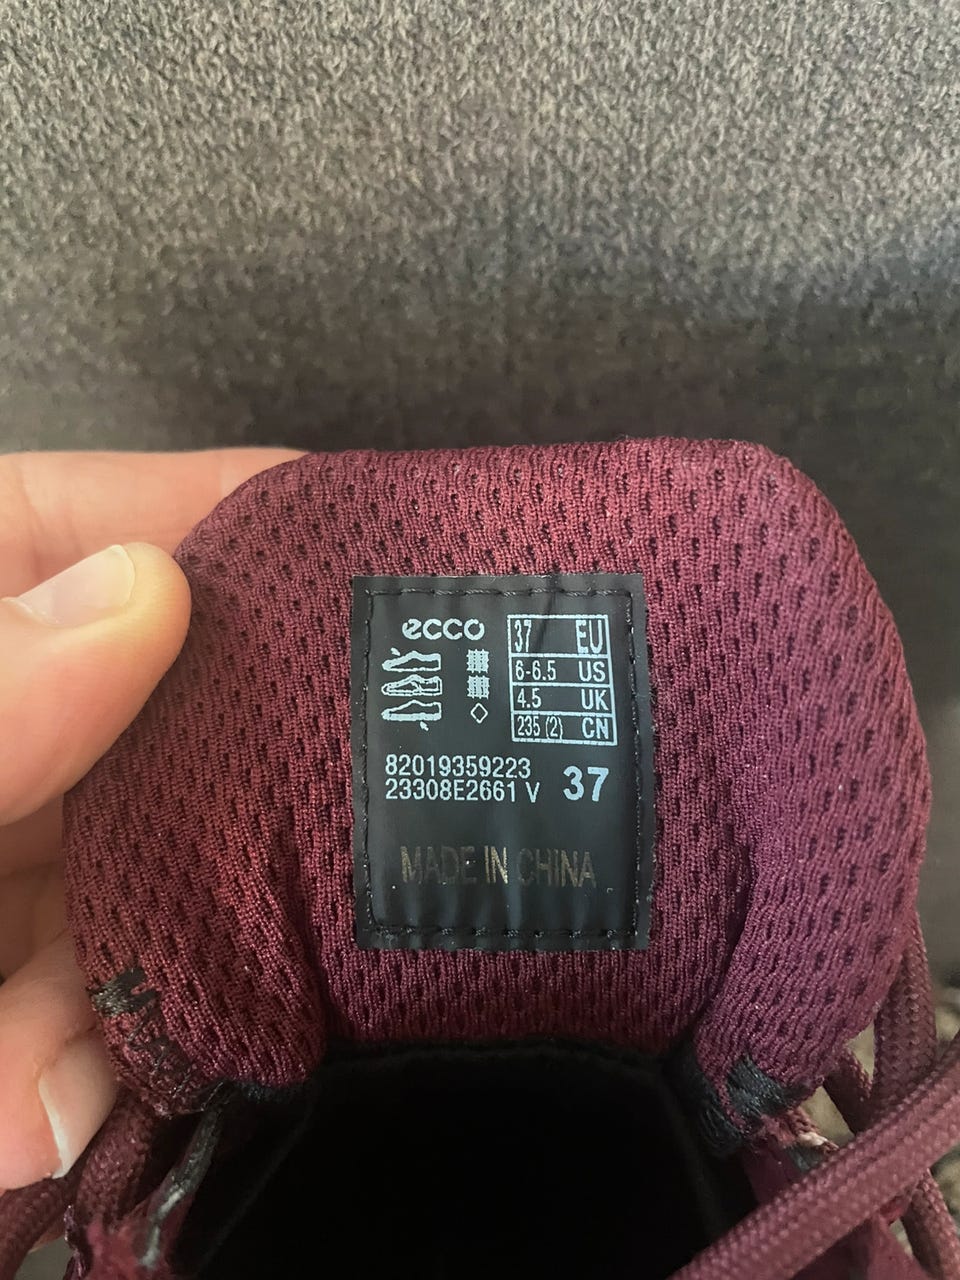 ecco
37 EU
6-6.5 US
4.5 UK
235 (2) CN
82019359223
23308E2661 V 37
MADE IN CHINA